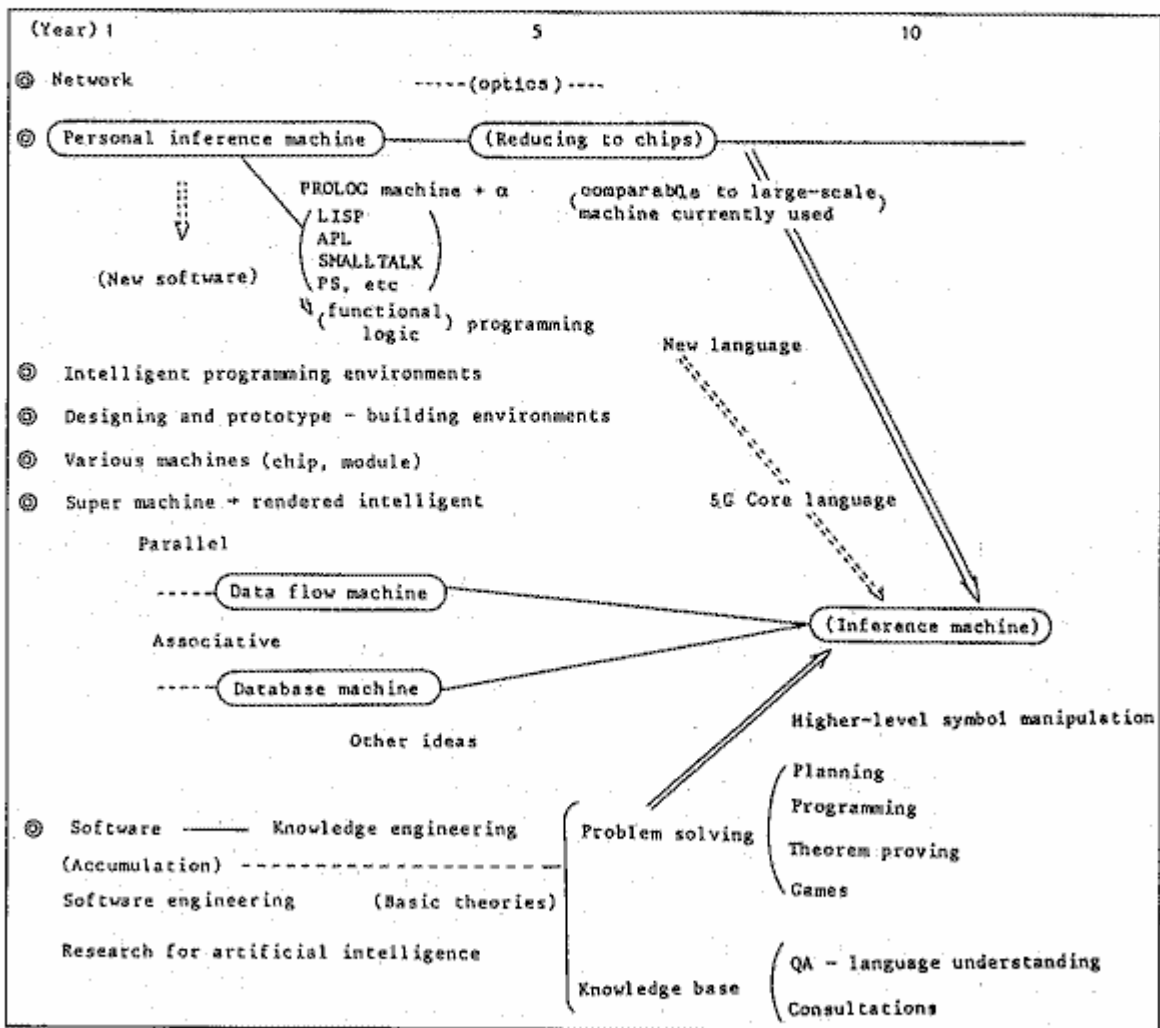 (Year) 1 5 10
◎ Network -----(optics)----
◎ Personal inference machine (Reducing to chips)
PROLOG machine + α (comparable to large-scale
machine currently used)
(LISP
APL
SMALLTALK
PS, etc)
(New software)
(functional
logic) programming
New language
◎ Intelligent programming environments
◎ Designing and prototype - building environments
◎ Various machines (chip, module)
◎ Super machine → rendered intelligent
5G Core language
Parallel
Data flow machine
(Inference machine)
Associative
Database machine
Higher-level symbol manipulation
Other ideas
Planning
Programming
◎ Software Knowledge engineering Problem solving
(Accumulation)
Theorem proving
Software engineering (Basic theories)
Games
Research for artificial intelligence
QA - language understanding
Knowledge base
Consultations